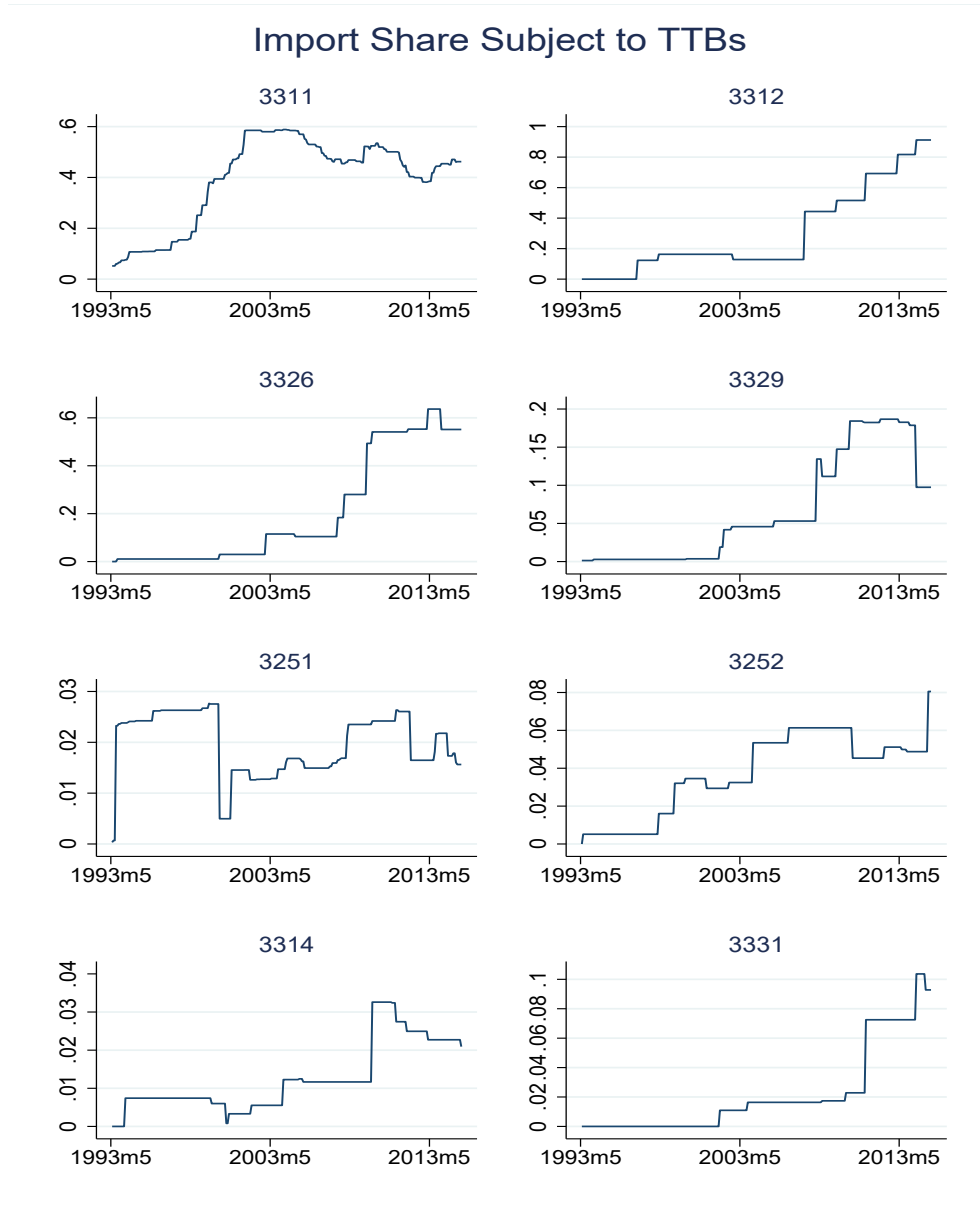 Import Share Subject to TTBs
3311
0 .2 .4 .6
1993m5 2003m5 2013m5
3312
0 .2 .4 .6 .8 1
1993m5 2003m5 2013m5
3326
0 .2 .4 .6
1993m5 2003m5 2013m5
3329
0 .05 .1 .15 .2
1993m5 2003m5 2013m5
3251
0 .01 .02 .03
1993m5 2003m5 2013m5
3252
0 .02 .04 .06 .08
1993m5 2003m5 2013m5
3314
0 .01 .02 .03 .04
1993m5 2003m5 2013m5
3331
0 .02 .04 .06 .08 .1
1993m5 2003m5 2013m5